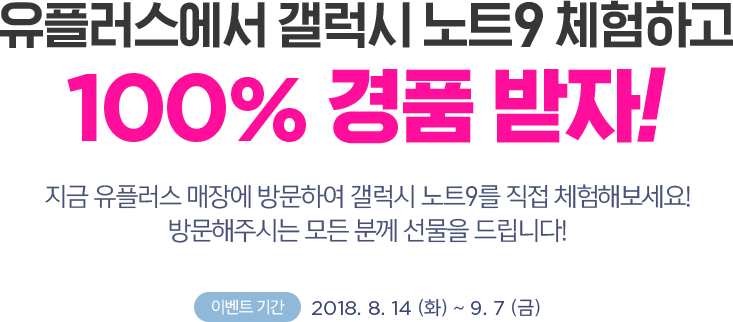 유플러스에서 갤럭시 노트9 체험하고
100% 경품 받자!
지금 유플러스 매장에 방문하여 갤럭시 노트9를 직접 체험해보세요!
방문해주시는 모든 분께 선물을 드립니다!
이벤트 기간 2018. 8. 14 (화) ~ 9. 7 (금)